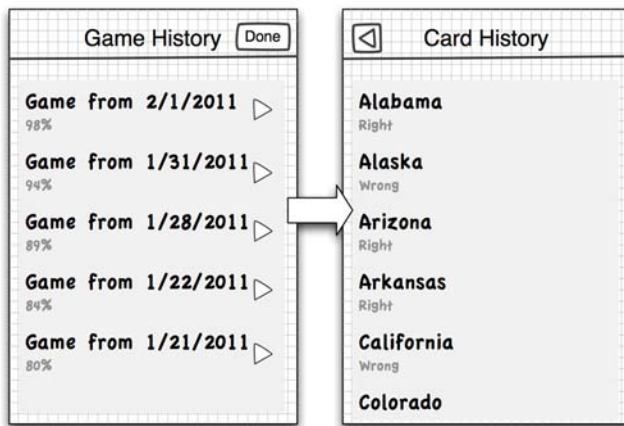 Game History
Done
Game from 2/1/2011
98%
Game from 1/31/2011
94%
Game from 1/28/2011
89%
Game from 1/22/2011
84%
Game from 1/21/2011
80%
Card History
Alabama
Right
Alaska
Wrong
Arizona
Right
Arkansas
Right
California
Wrong
Colorado